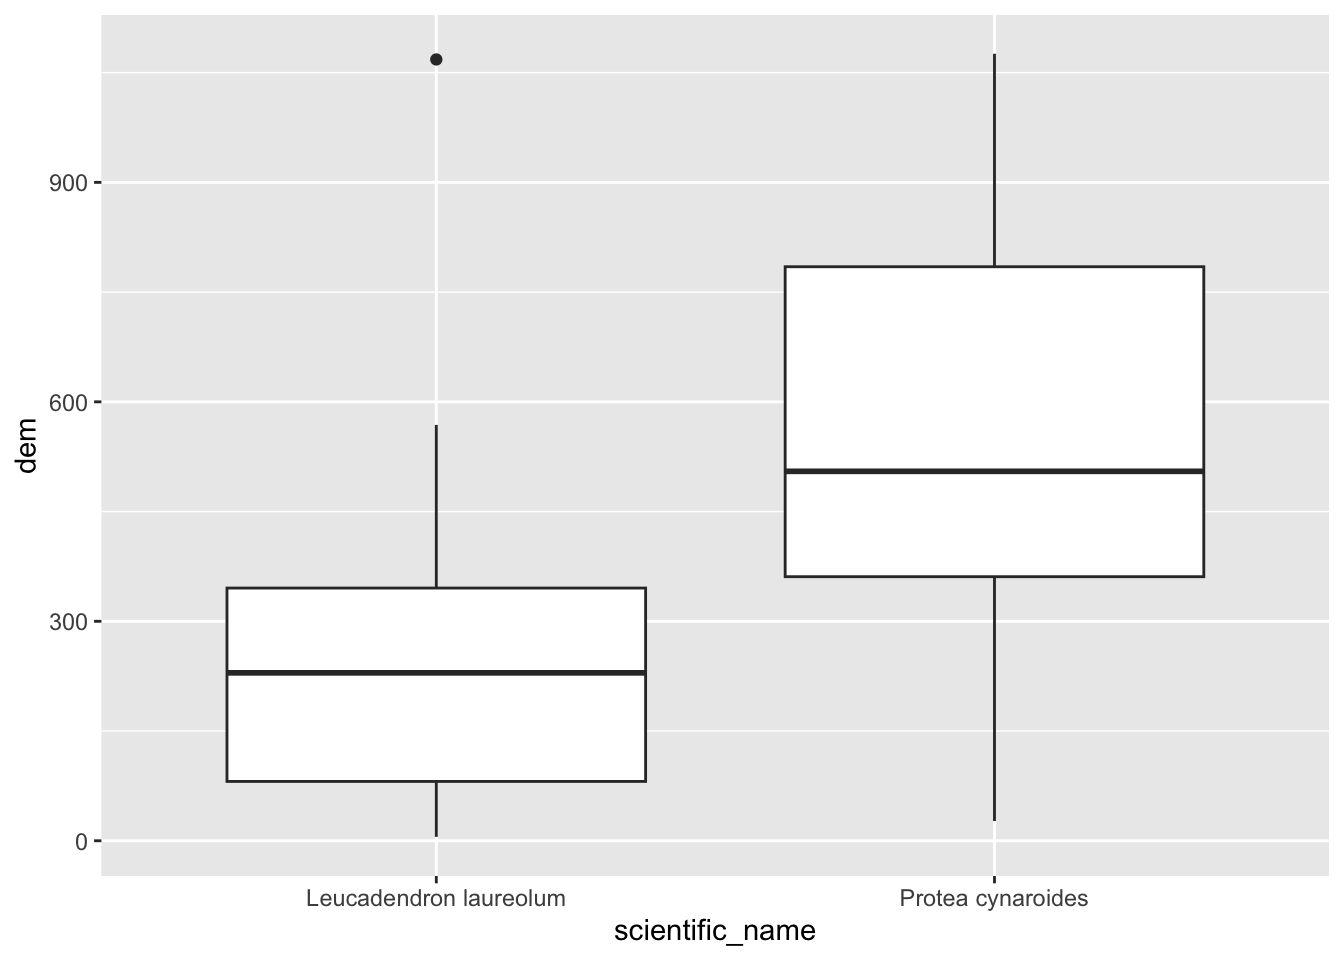 dem
900
600
300
0
Leucadendron laureolum
Protea cynaroides
scientific_name